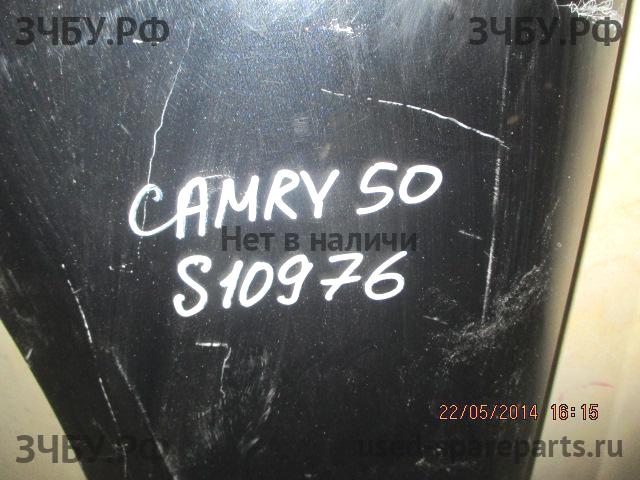 ЗЧБУ.РФ ЗЧБУ.РФ
CAMRY 50
Нет в наличи
S10976
22/05/2014 16:15
ЗЧБУ.РФ used-spareparts.ru